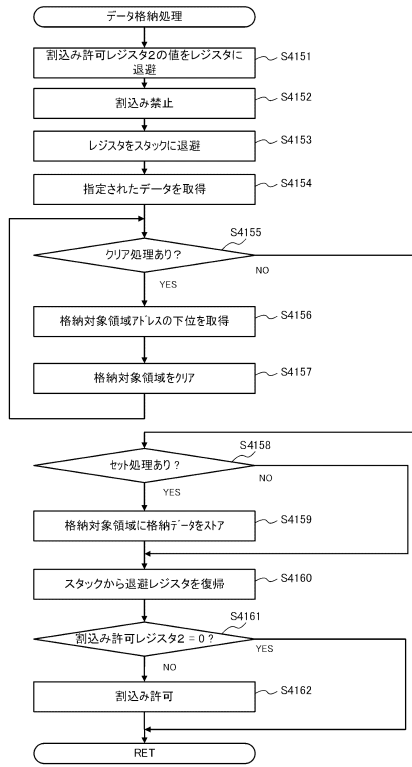 データ格納処理
割込み許可レジスタ2の値をレジスタに
退避
S4151
割込み禁止
S4152
レジスタをスタックに退避
S4153
指定されたデータを取得
S4154
S4155
クリア処理あり?
NO
YES
格納対象領域アドレスの下位を取得
S4156
格納対象領域をクリア
S4157
S4158
セット処理あり?
NO
YES
格納対象領域に格納データをストア
S4159
スタックから退避レジスタを復帰
S4160
S4161
割込み許可レジスタ2 = 0 ?
YES
NO
割込み許可
S4162
RET